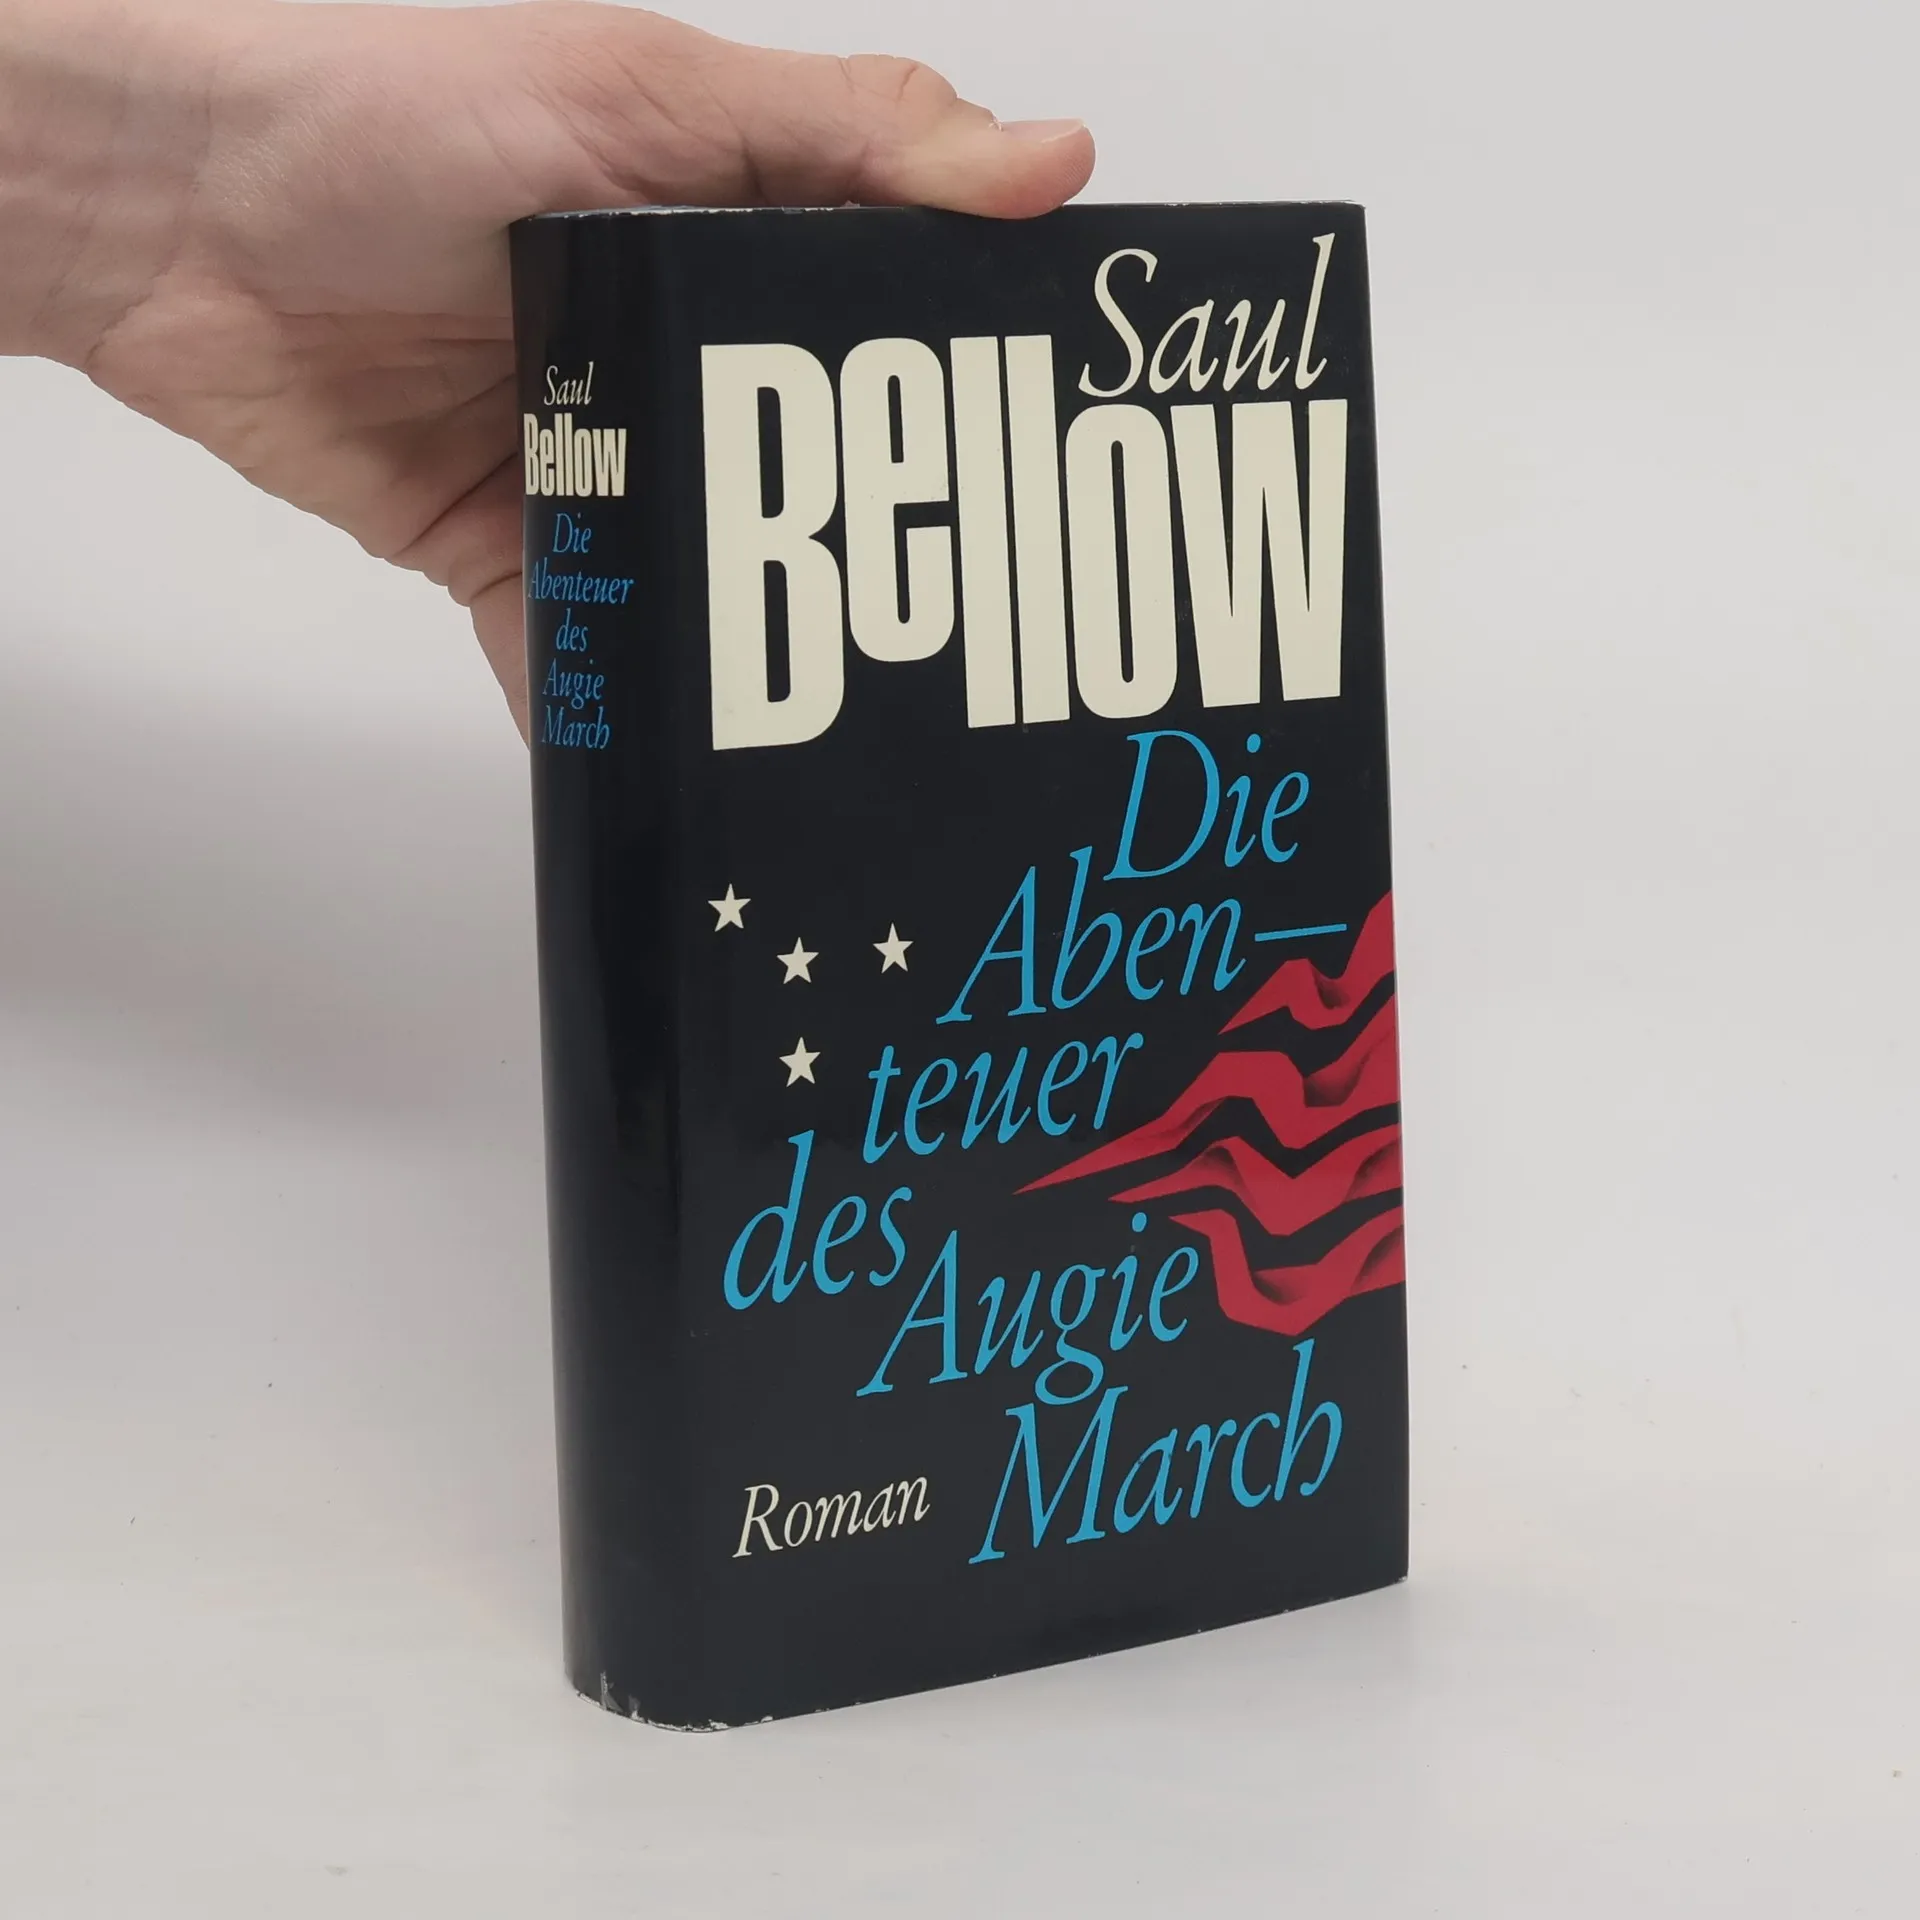 Saul
Bellow
Die
Abenteuer
des
Augie
March
Saul
Bellow
Die
Aben–
teuer
des
Augie
March
Roman